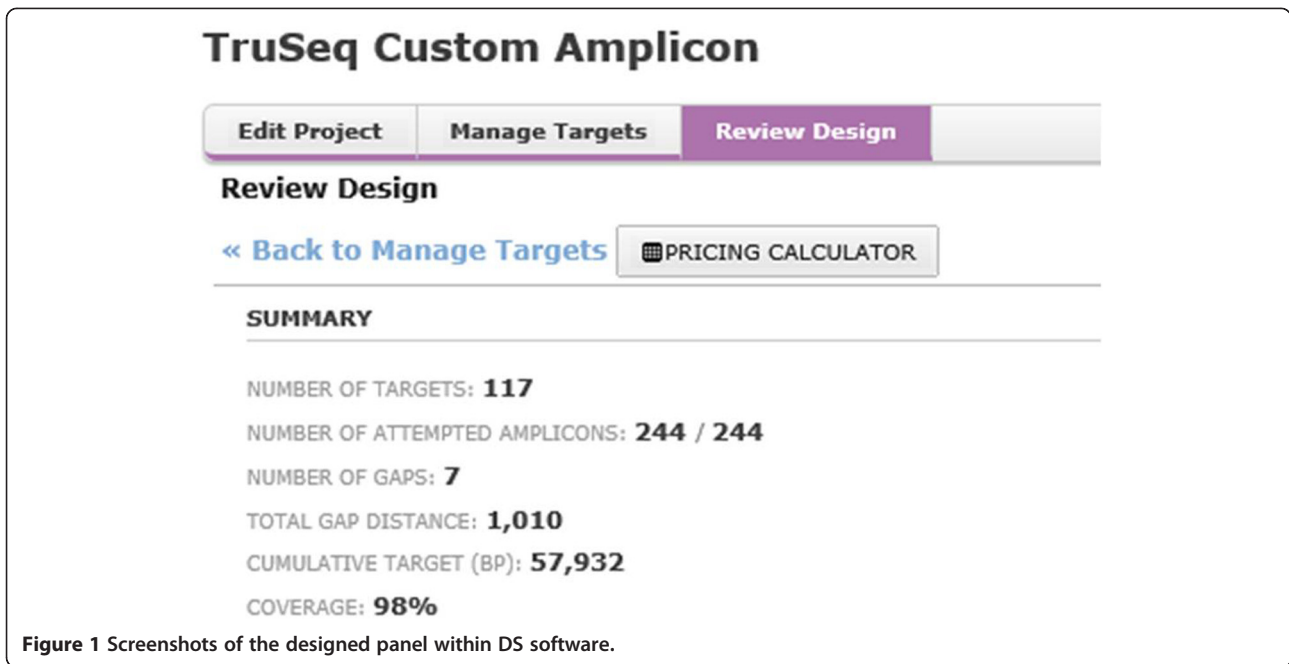 TruSeq Custom Amplicon
Edit Project Manage Targets Review Design
Review Design
« Back to Manage Targets PRICING CALCULATOR
SUMMARY
NUMBER OF TARGETS: 117
NUMBER OF ATTEMPTED AMPLICONS: 244 / 244
NUMBER OF GAPS: 7
TOTAL GAP DISTANCE: 1,010
CUMULATIVE TARGET (BP): 57,932
COVERAGE: 98%
Figure 1 Screenshots of the designed panel within DS software.